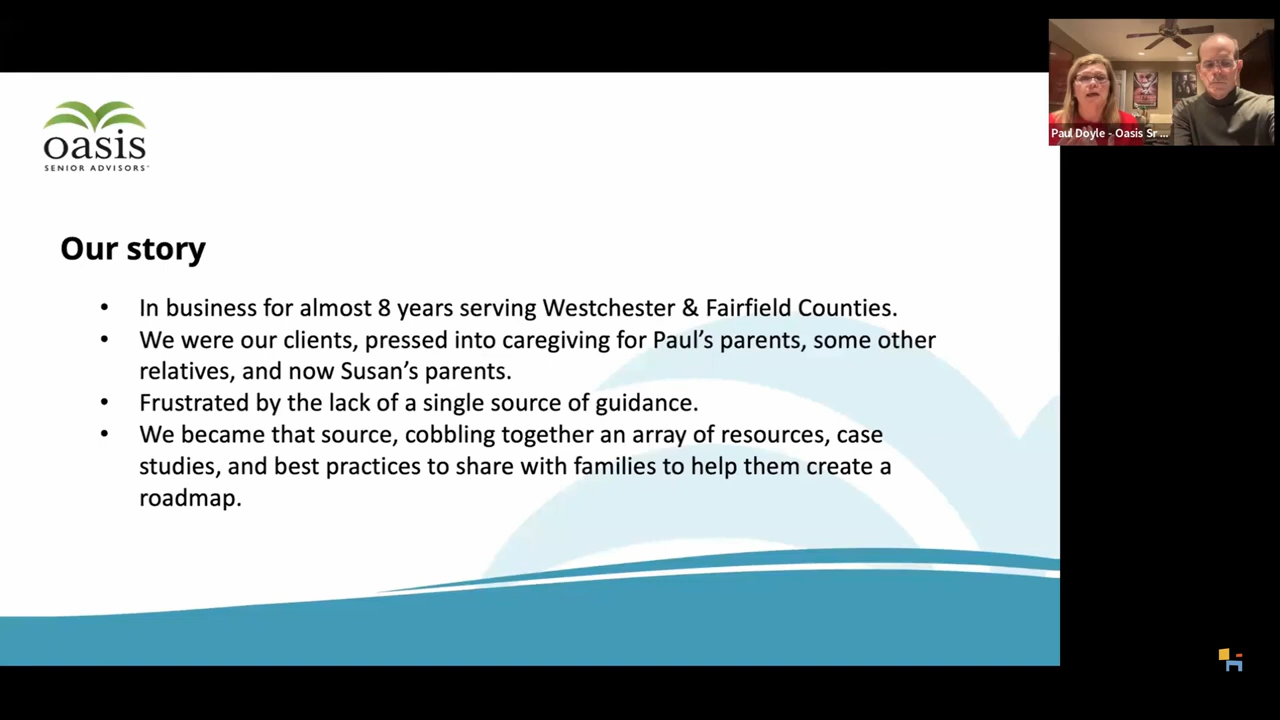 oasis
SENIOR ADVISORS
Paul Doyle - Oasis Sr ...
Our story
• In business for almost 8 years serving Westchester & Fairfield Counties.
• We were our clients, pressed into caregiving for Paul’s parents, some other
relatives, and now Susan’s parents.
• Frustrated by the lack of a single source of guidance.
• We became that source, cobbling together an array of resources, case
studies, and best practices to share with families to help them create a
roadmap.